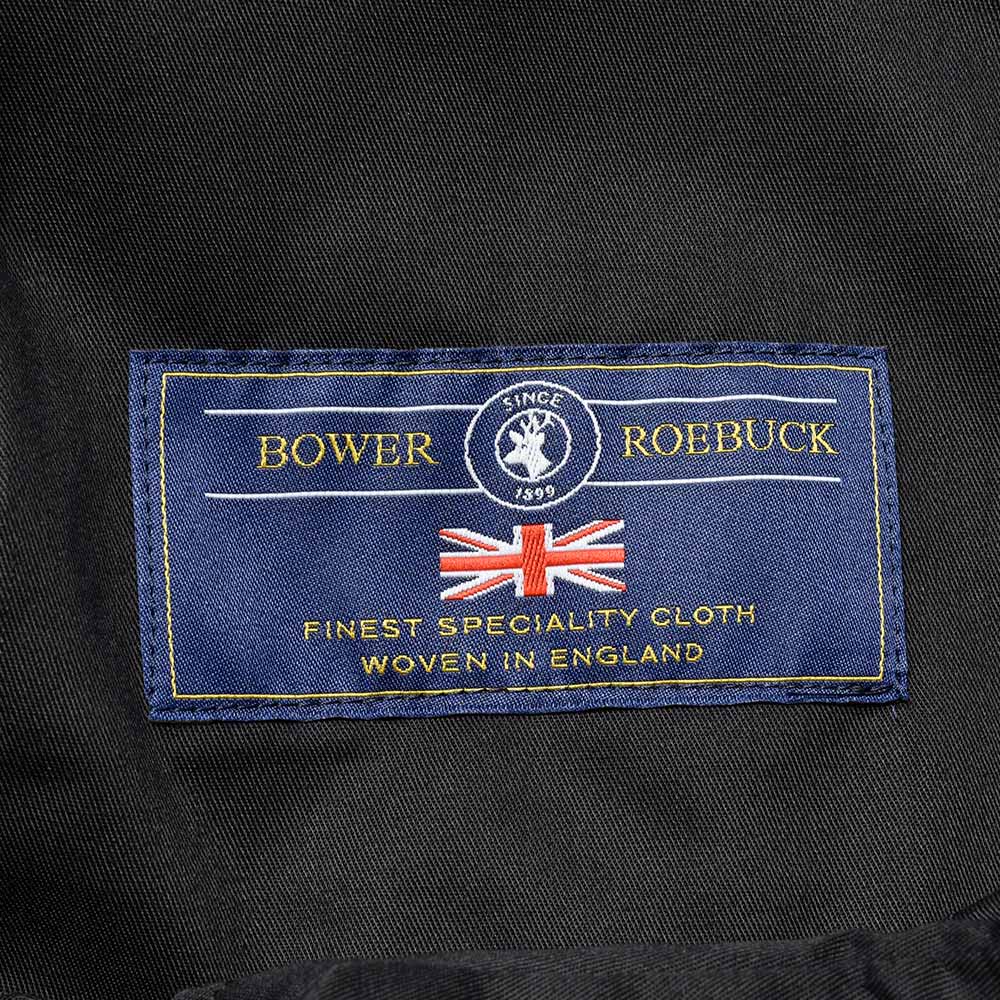 SINCE
BOWER ROEBUCK
1899
FINEST SPECIALITY CLOTH
WOVEN IN ENGLAND